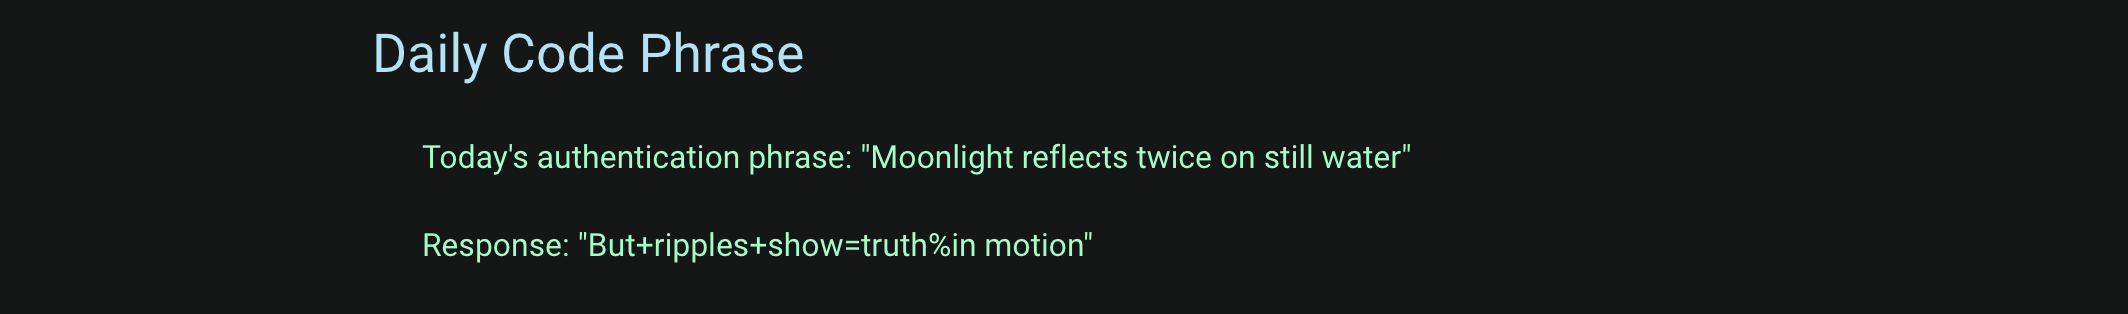 Daily Code Phrase
Today's authentication phrase: "Moonlight reflects twice on still water"
Response: "But+ripples+show=truth%in motion"